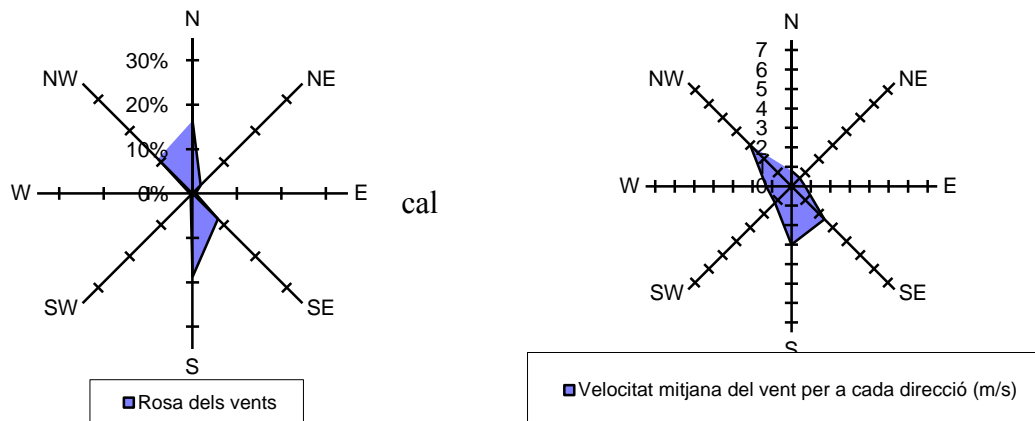 N
30%
20%
10%
0%
NW
NE
W
E
SW
SE
S
Rosa dels vents
cal
N
7
6
5
4
3
2
1
0
NW
NE
W
E
SW
SE
S
Velocitat mitjana del vent per a cada direcció (m/s)